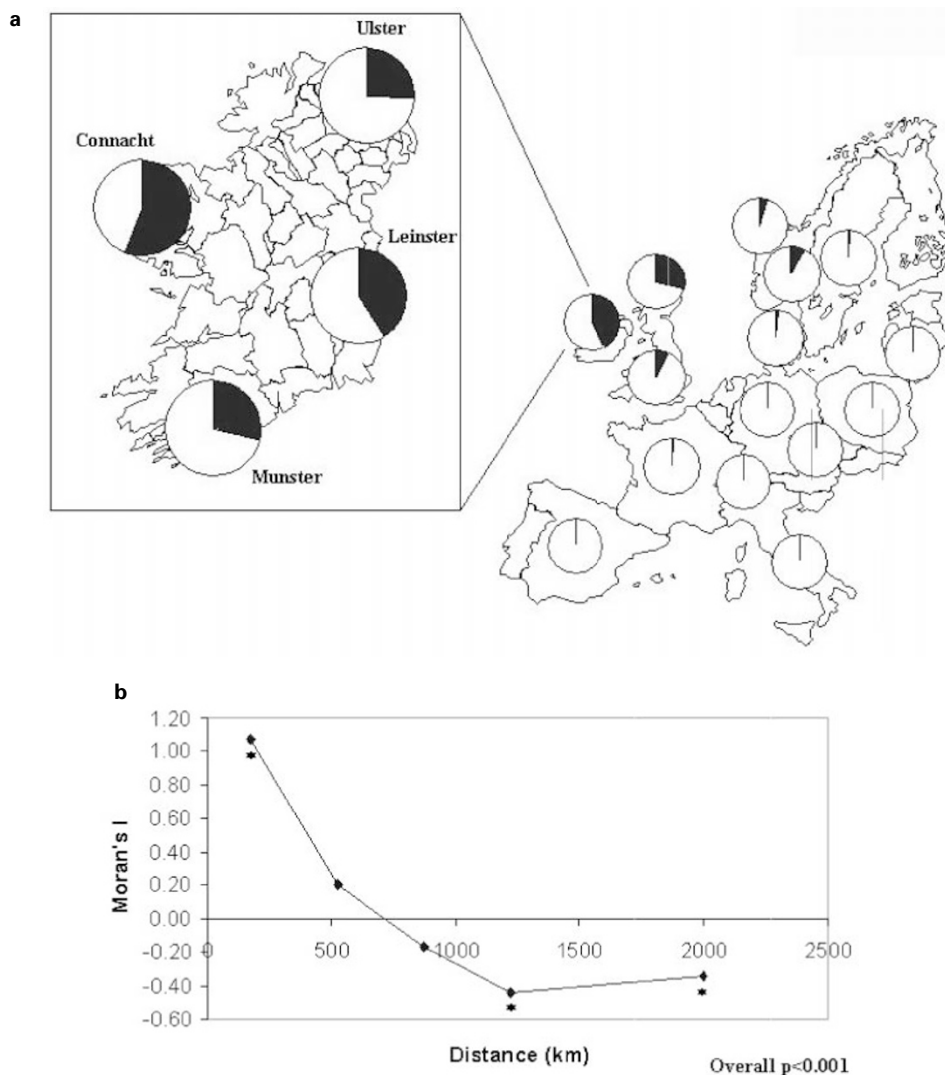 a
Ulster
Connacht
Leinster
Munster
b
1.20
1.00
0.80
0.60
0.40
0.20
0.00
-0.20
-0.40
-0.60
0
500
1000
1500
2000
2500
Moran's I
Distance (km)
Overall p<0.001